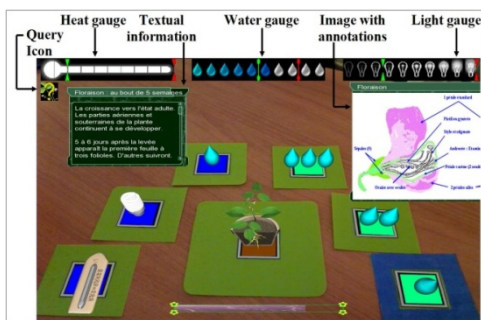 Heat gauge
Textual information
Water gauge
Image with annotations
Light gauge
Query Icon
Floraison : au bout de 5 semaines
La croissance vers l'état adulte.
Les parties aériennes et
souterraines de la plante
continuent à se développer.
5 à 6 jours après la levée
apparaît la première feuille à
trois folioles. D'autres suivront.
Floraison